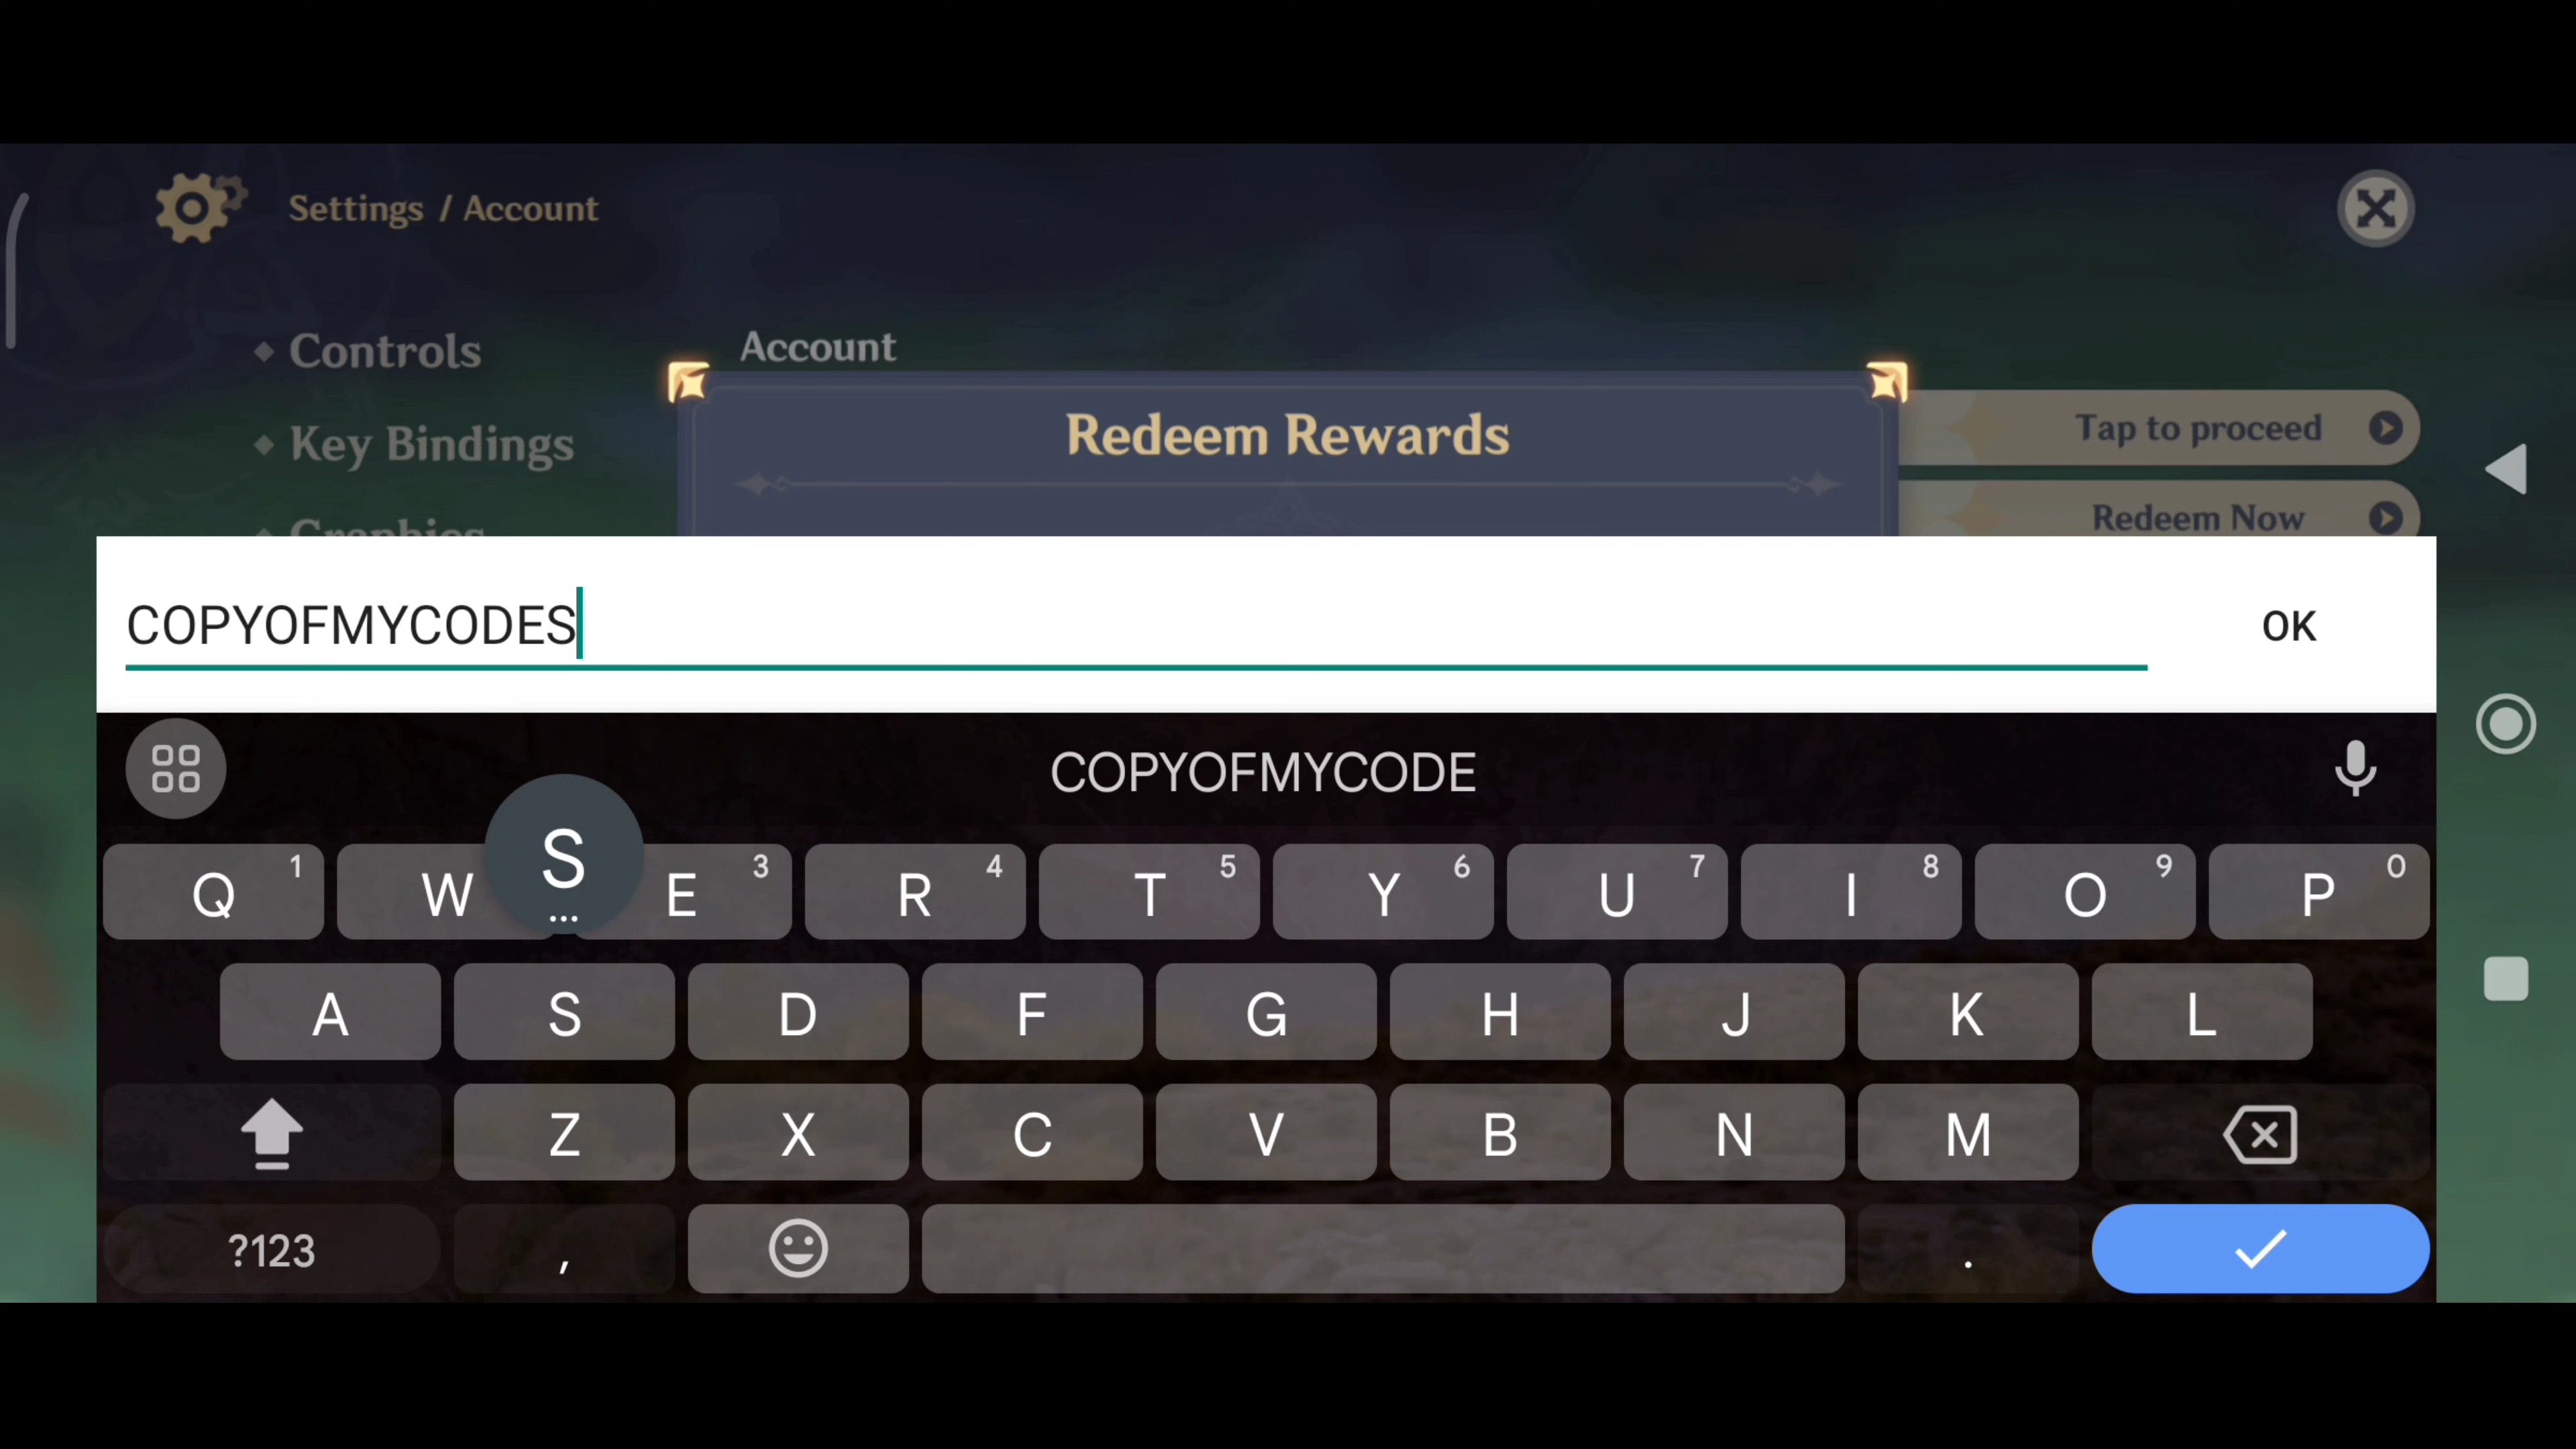 Settings / Account
Controls
Account
Redeem Rewards
Key Bindings
Tap to proceed
Graphics
Redeem Now
COPYOFMYCODES
OK
COPYOFMYCODE
S
...
Q 1 W E 3 R 4 T 5 Y 6 U 7 I 8 O 9 P 0
A S D F G H J K L
Z X C V B N M
?123 , .